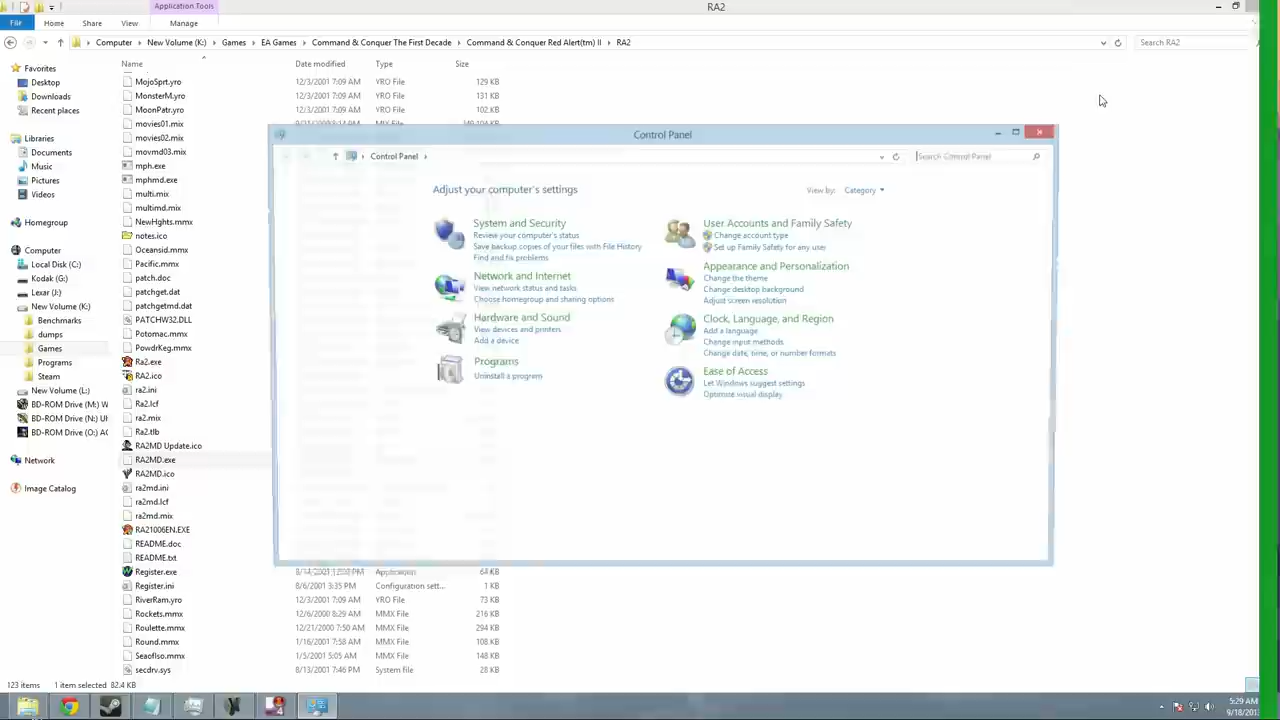 Application Tools
RA2
File Home Share View Manage
Computer New Volume (K:) Games EA Games Command & Conquer The First Decade Command & Conquer Red Alert(tm) II RA2
Search RA2
Name Date modified Type Size
Favorites
Desktop
Downloads
Recent places
Libraries
Documents
Music
Pictures
Videos
Homegroup
Computer
Local Disk (C:)
Kodak (G:)
Lexar (J:)
New Volume (K:)
Benchmarks
dumps
Games
Programs
Steam
New Volume (L:)
BD-ROM Drive (M:) W
BD-ROM Drive (N:) U
BD-ROM Drive (O:) AC
Network
Image Catalog
MojoSprt.yro 12/3/2001 7:09 AM YRO File 129 KB
MonsterM.yro 12/3/2001 7:09 AM YRO File 131 KB
MoonPatr.yro 12/3/2001 7:09 AM YRO File 102 KB
movies01.mix
movies02.mix
movmd03.mix
mph.exe
mphmd.exe
multi.mix
multimd.mix
NewHghts.mmx
notes.ico
Oceansid.mmx
Pacific.mmx
patch.doc
patchget.dat
patchgetmd.dat
PATCHW32.DLL
Potomac.mmx
PowdrKeg.mmx
Ra2.exe
RA2.ico
ra2.ini
Ra2.lcf
ra2.mix
Ra2.tlb
RA2MD Update.ico
RA2MD.exe
RA2MD.ico
ra2md.ini
ra2md.lcf
ra2md.mix
RA21006EN.EXE
README.doc
README.txt
Register.exe Application 64 KB
Register.ini 8/6/2001 3:35 PM Configuration sett... 1 KB
RiverRam.yro 12/3/2001 7:09 AM YRO File 73 KB
Rockets.mmx 12/6/2000 8:29 AM MMX File 216 KB
Roulette.mmx 12/21/2000 7:50 AM MMX File 294 KB
Round.mmx 1/16/2001 7:58 AM MMX File 108 KB
Seaoflso.mmx 1/5/2001 5:05 AM MMX File 148 KB
secdrv.sys 8/13/2001 7:46 PM System file 28 KB
Control Panel
Control Panel
Search Control Panel
Adjust your computer's settings
View by: Category
System and Security
Review your computer's status
Save backup copies of your files with File History
Find and fix problems
Network and Internet
View network status and tasks
Choose homegroup and sharing options
Hardware and Sound
View devices and printers
Add a device
Programs
Uninstall a program
User Accounts and Family Safety
Change account type
Set up Family Safety for any user
Appearance and Personalization
Change the theme
Change desktop background
Adjust screen resolution
Clock, Language, and Region
Add a language
Change input methods
Change date, time, or number formats
Ease of Access
Let Windows suggest settings
Optimize visual display
123 items 1 item selected 82.4 KB
5:29 AM